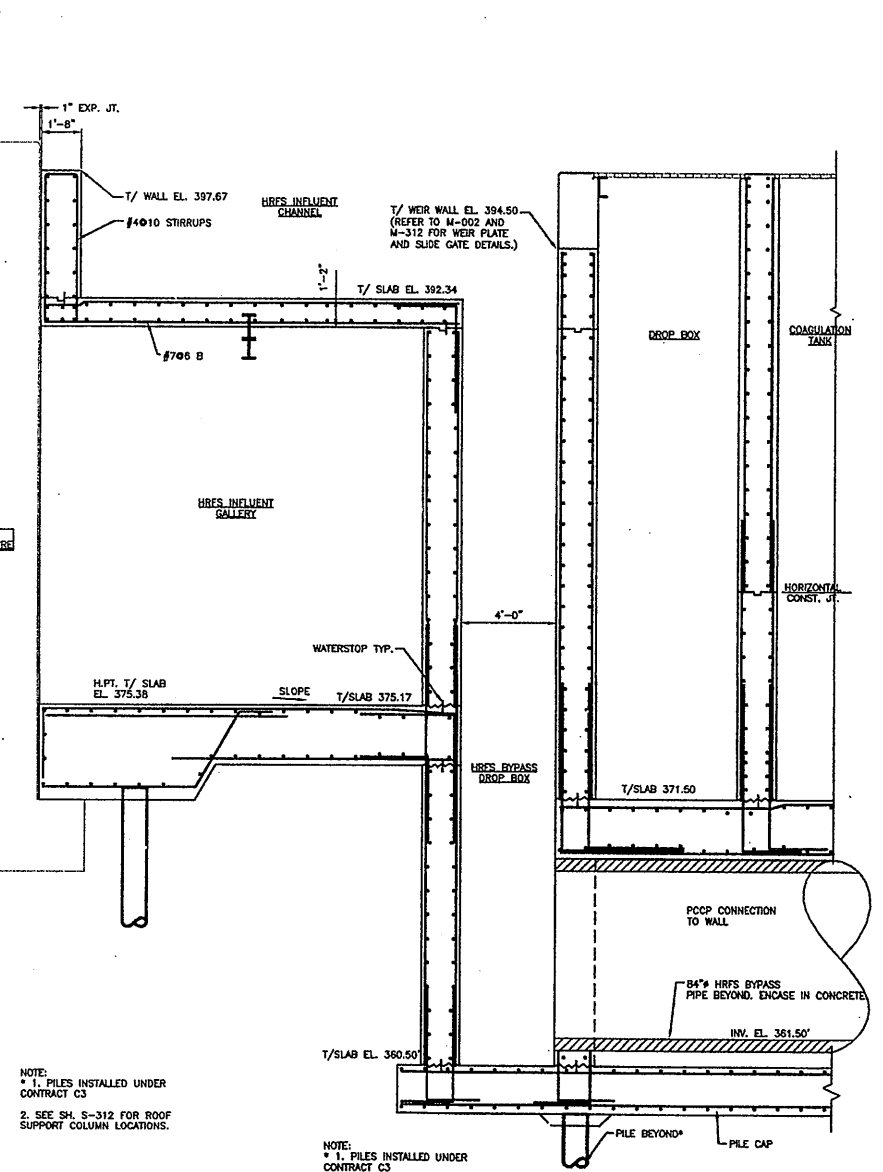 1" EXP. JT.
1'-8"
T/ WALL EL. 397.67
#4@10 STIRRUPS
HRFS INFLUENT
CHANNEL
T/ WEIR WALL EL. 394.50
(REFER TO M-002 AND
M-312 FOR WEIR PLATE
AND SLIDE GATE DETAILS.)
1'-2"
T/ SLAB EL. 392.34
#7@6 B
DROP BOX
COAGULATION
TANK
HRFS INFLUENT
GALLERY
RE
HORIZONTAL
CONST. JT.
4'-0"
WATERSTOP TYP.
H.PT. T/ SLAB
EL. 375.38
SLOPE
T/SLAB 375.17
HRFS BYPASS
DROP BOX
T/SLAB 371.50
PCCP CONNECTION
TO WALL
84"ø HRFS BYPASS
PIPE BEYOND. ENCASE IN CONCRETE
INV. EL. 361.50'
T/SLAB EL. 360.50'
NOTE:
* 1. PILES INSTALLED UNDER
CONTRACT C3
2. SEE SH. S-312 FOR ROOF
SUPPORT COLUMN LOCATIONS.
PILE BEYOND*
PILE CAP
NOTE:
* 1. PILES INSTALLED UNDER
CONTRACT C3